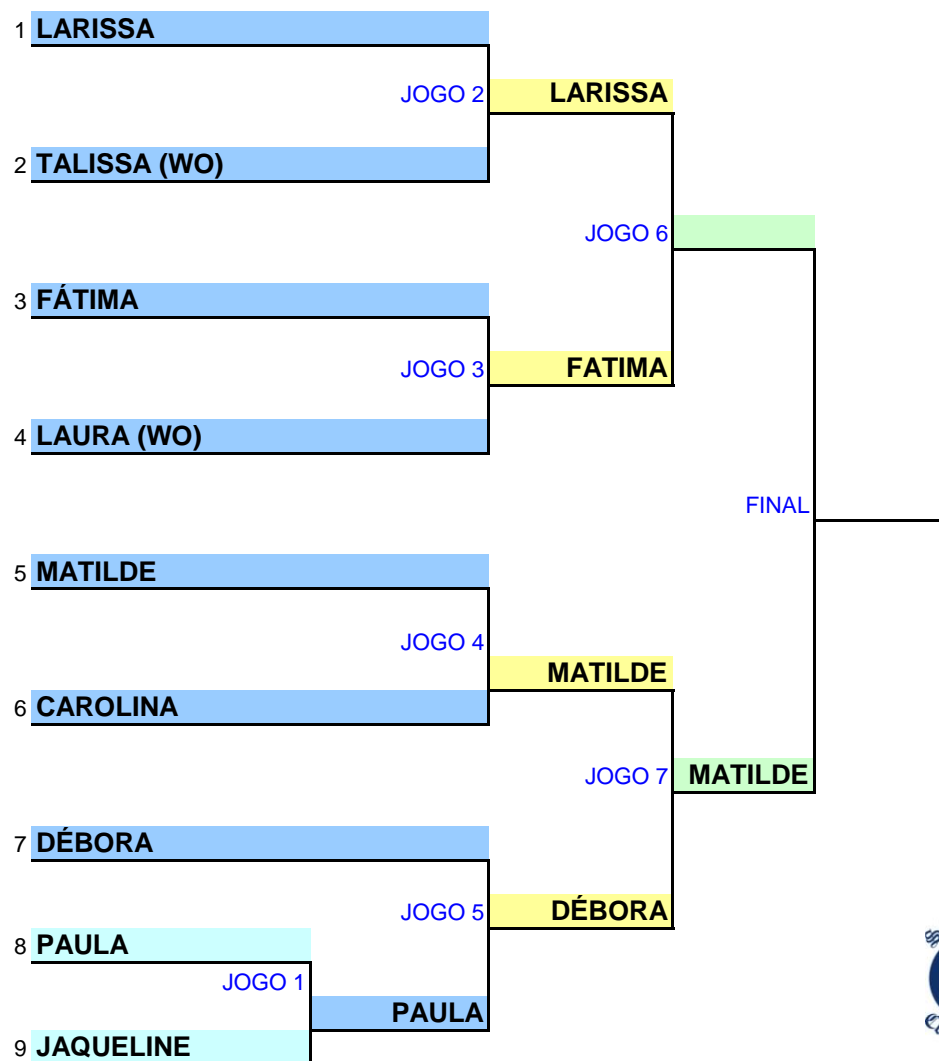 1 LARISSA
JOGO 2 LARISSA
2 TALISSA (WO)
JOGO 6
3 FÁTIMA
JOGO 3 FATIMA
4 LAURA (WO)
FINAL
5 MATILDE
JOGO 4
MATILDE
6 CAROLINA
JOGO 7 MATILDE
7 DÉBORA
JOGO 5 DÉBORA
8 PAULA
JOGO 1
PAULA
9 JAQUELINE